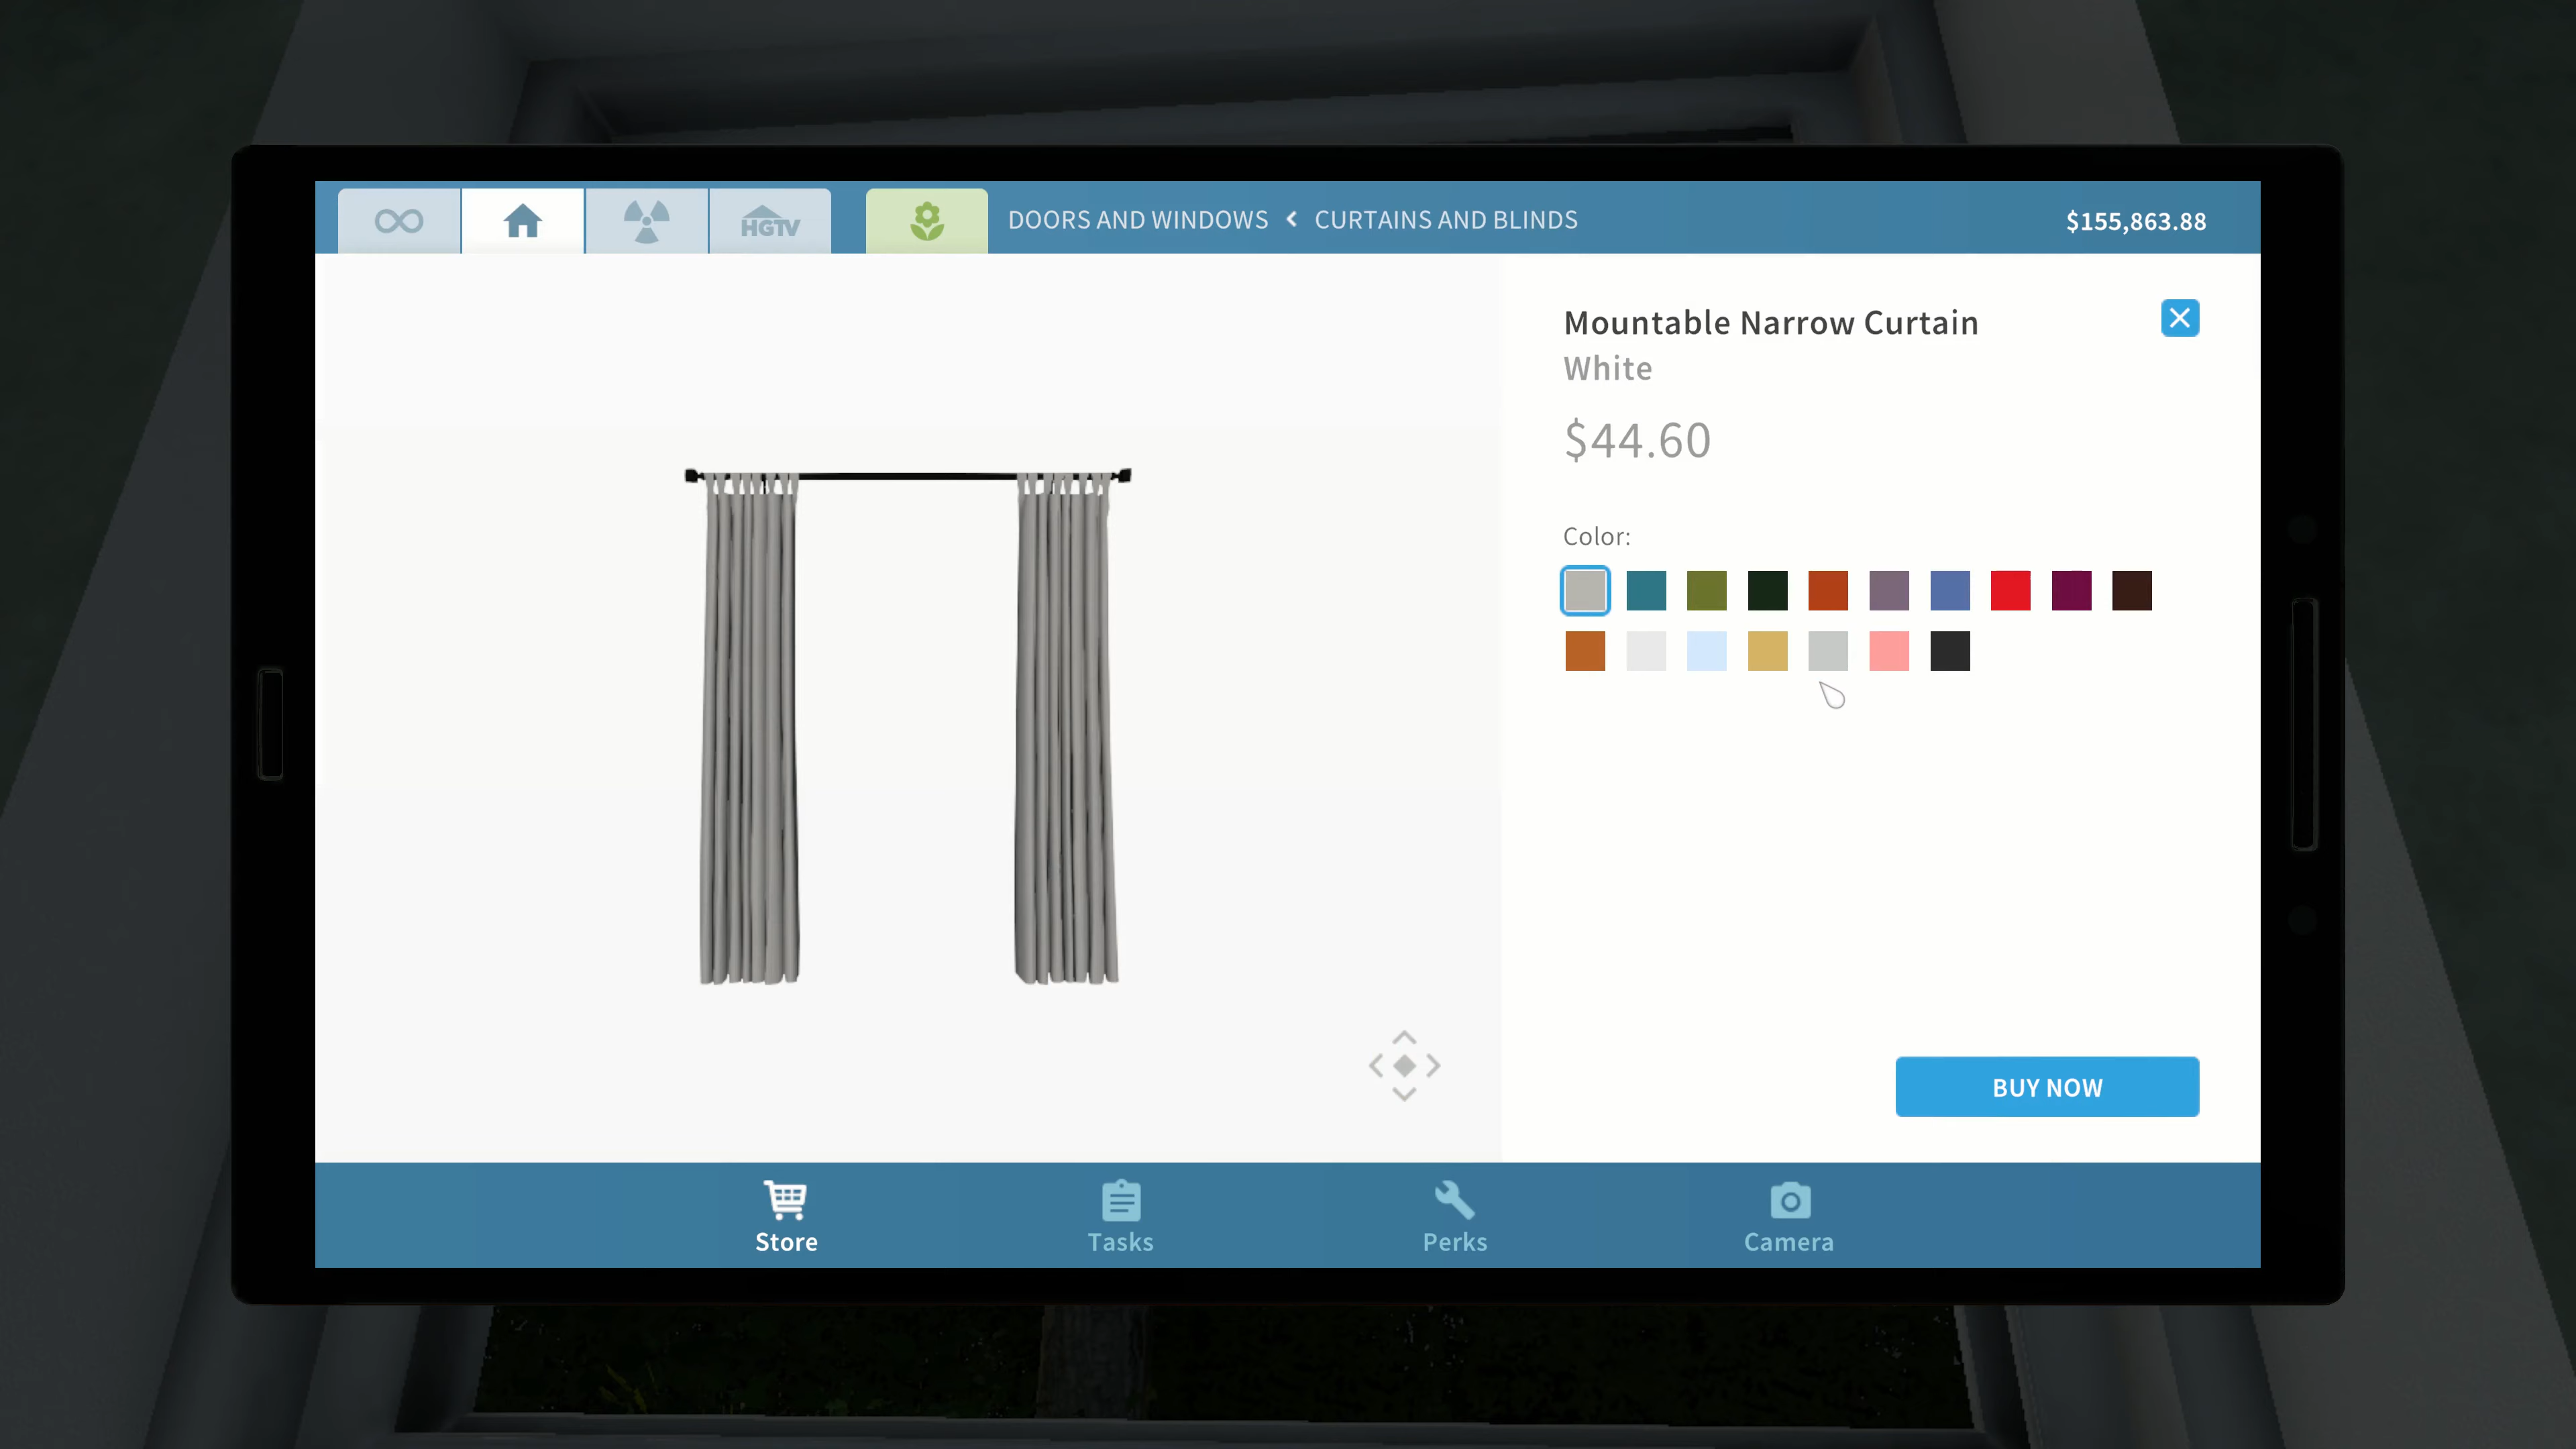 HGTV
DOORS AND WINDOWS < CURTAINS AND BLINDS
$155,863.88
Mountable Narrow Curtain
White
$44.60
Color:
BUY NOW
Store
Tasks
Perks
Camera